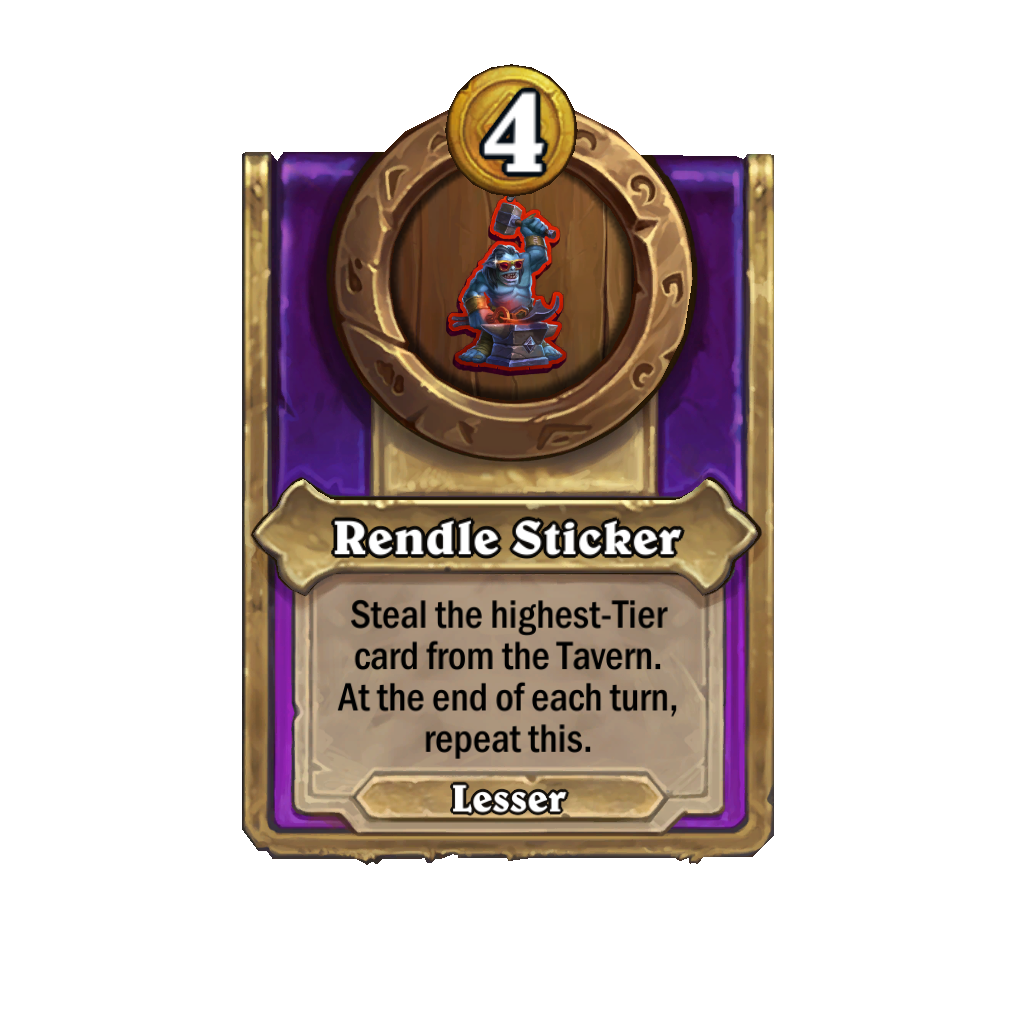 4
Rendle Sticker
Steal the highest-Tier
card from the Tavern.
At the end of each turn,
repeat this.
Lesser